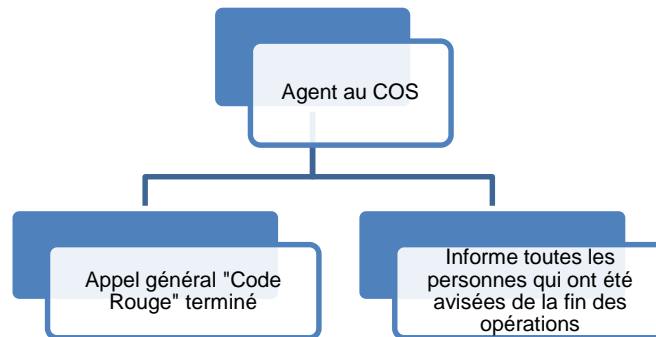 Agent au COS
Appel général "Code
Rouge" terminé
Informe toutes les
personnes qui ont été
avisées de la fin des
opérations